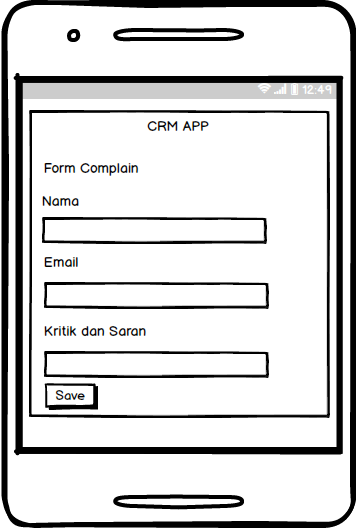 12:49
CRM APP
Form Complain
Nama
Email
Kritik dan Saran
Save